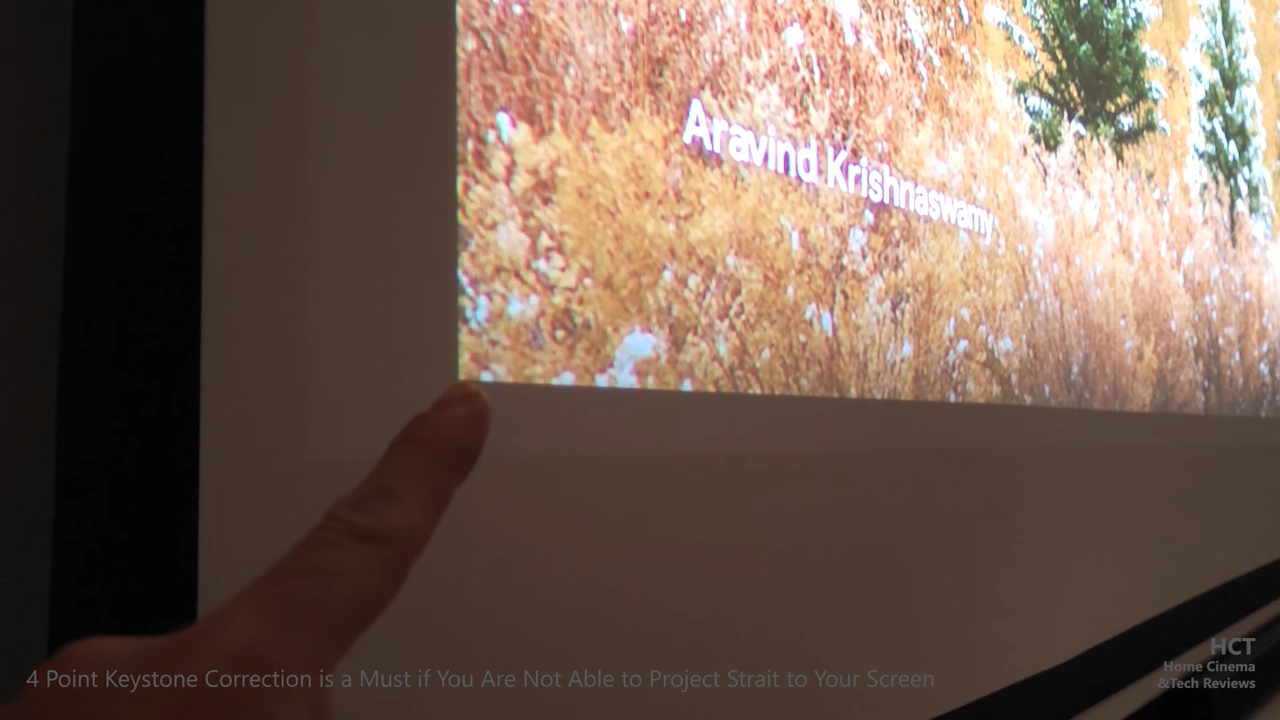 Aravind Krishnaswamy
4 Point Keystone Correction is a Must if You Are Not Able to Project Strait to Your Screen
HCT
Home Cinema
&Tech Reviews